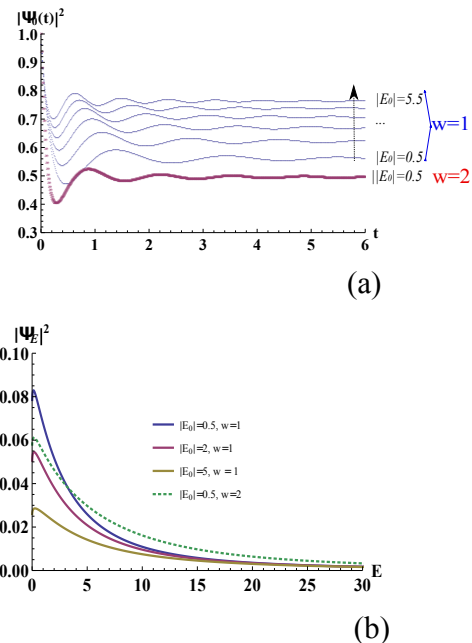 |Ψ₀(t)|²
1.0
0.9
0.8
0.7
0.6
0.5
0.4
0.3
0 1 2 3 4 5 6
t
|E₀|=5.5
...
w=1
|E₀|=0.5
||E₀|=0.5 w=2
(a)
|Ψ_E|²
0.10
0.08
0.06
0.04
0.02
0.00
0 5 10 15 20 25 30
E
|E₀|=0.5, w=1
|E₀|=2, w=1
|E₀|=5, w = 1
|E₀|=0.5, w=2
(b)